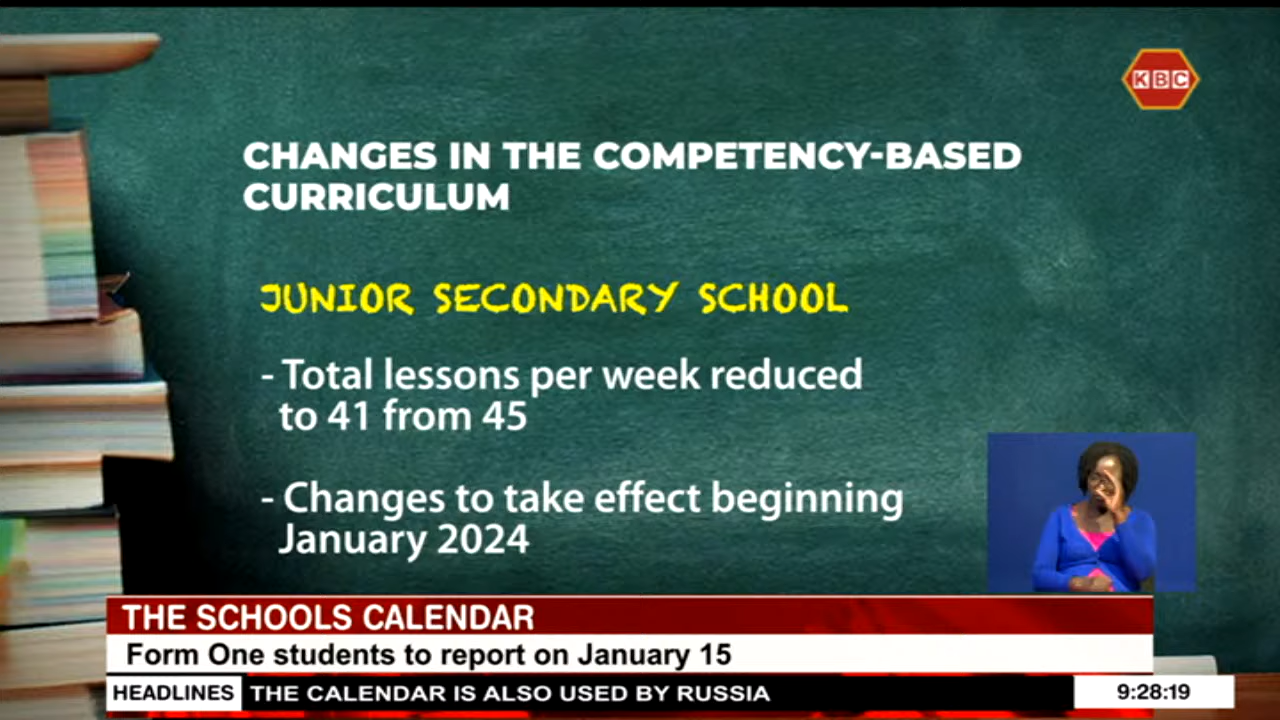 KBC
CHANGES IN THE COMPETENCY-BASED
CURRICULUM
JUNIOR SECONDARY SCHOOL
- Total lessons per week reduced
to 41 from 45
- Changes to take effect beginning
January 2024
THE SCHOOLS CALENDAR
Form One students to report on January 15
HEADLINES THE CALENDAR IS ALSO USED BY RUSSIA 9:28:19